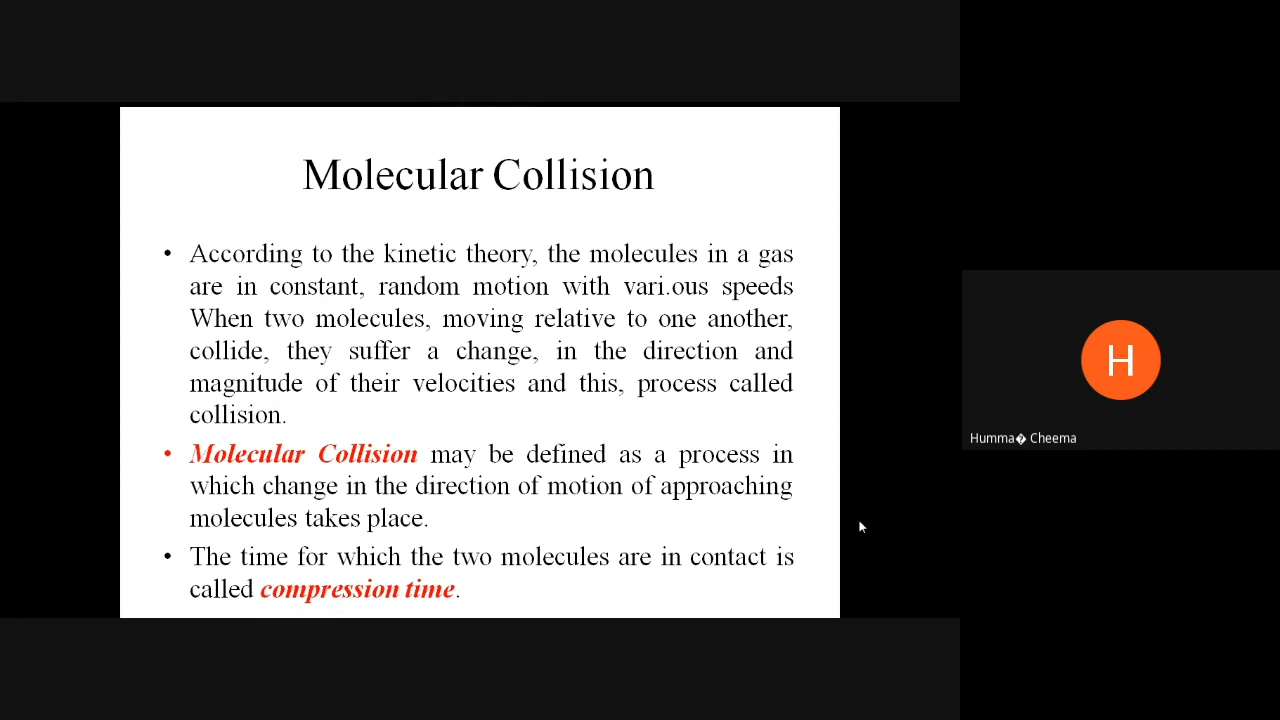 Molecular Collision
• According to the kinetic theory, the molecules in a gas
are in constant, random motion with vari.ous speeds
When two molecules, moving relative to one another,
collide, they suffer a change, in the direction and
magnitude of their velocities and this, process called
collision.
• Molecular Collision may be defined as a process in
which change in the direction of motion of approaching
molecules takes place.
• The time for which the two molecules are in contact is
called compression time.
H
Humma� Cheema